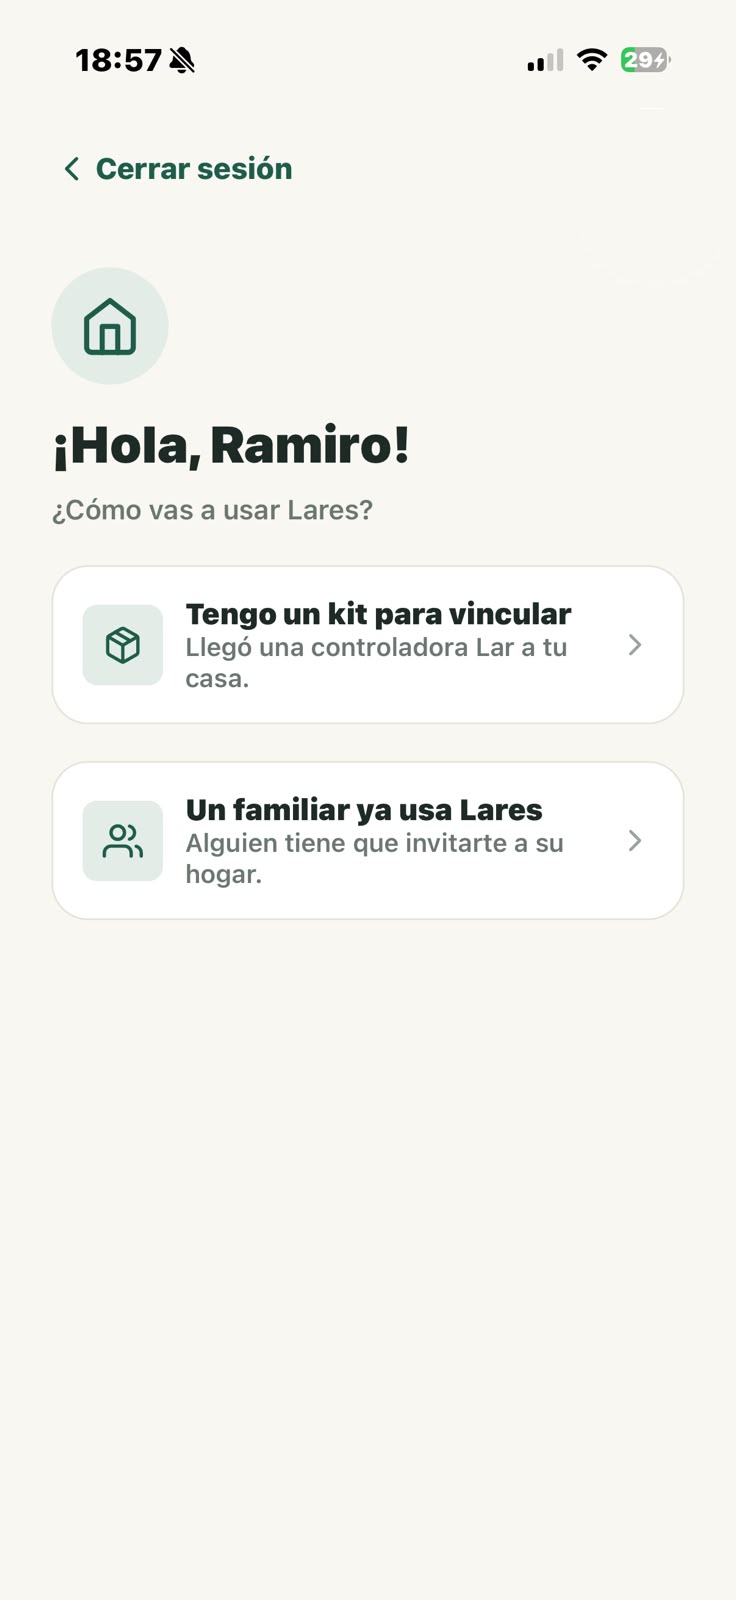 18:57
29
Cerrar sesión
¡Hola, Ramiro!
¿Cómo vas a usar Lares?
Tengo un kit para vincular
Llegó una controladora Lar a tu
casa.
Un familiar ya usa Lares
Alguien tiene que invitarte a su
hogar.